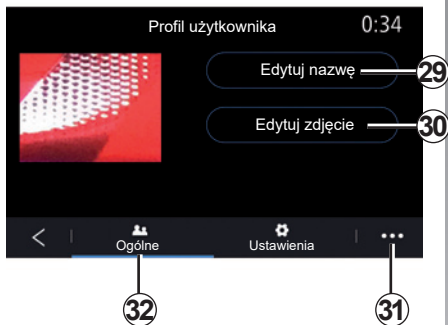 Profil użytkownika 0:34
Edytuj nazwę 29
Edytuj zdjęcie 30
Ogólne Ustawienia
32 31